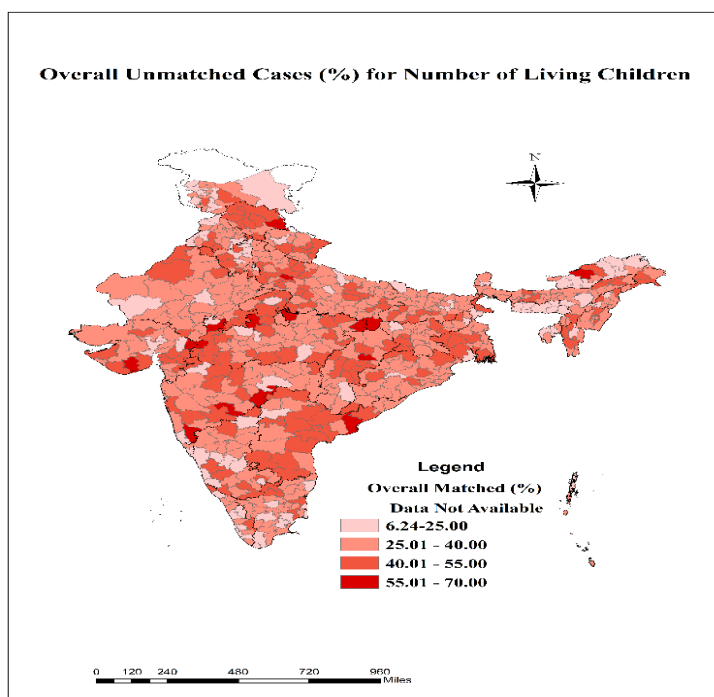 Overall Unmatched Cases (%) for Number of Living Children
N
Legend
Overall Matched (%)
Data Not Available
6.24-25.00
25.01 - 40.00
40.01 - 55.00
55.01 - 70.00
0 120 240 480 720 960
Miles